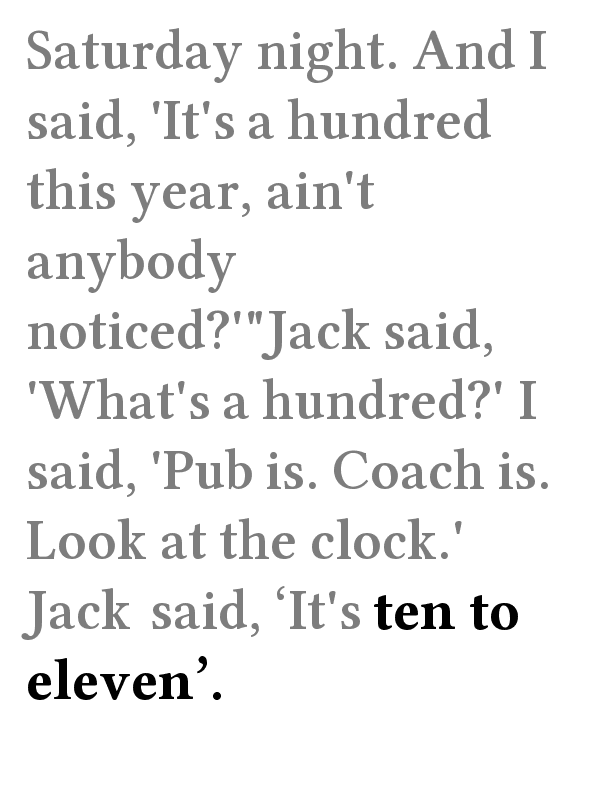 Saturday night. And I
said, 'It's a hundred
this year, ain't
anybody
noticed?'"Jack said,
'What's a hundred?' I
said, 'Pub is. Coach is.
Look at the clock.'
Jack said, ‘It's ten to
eleven’.